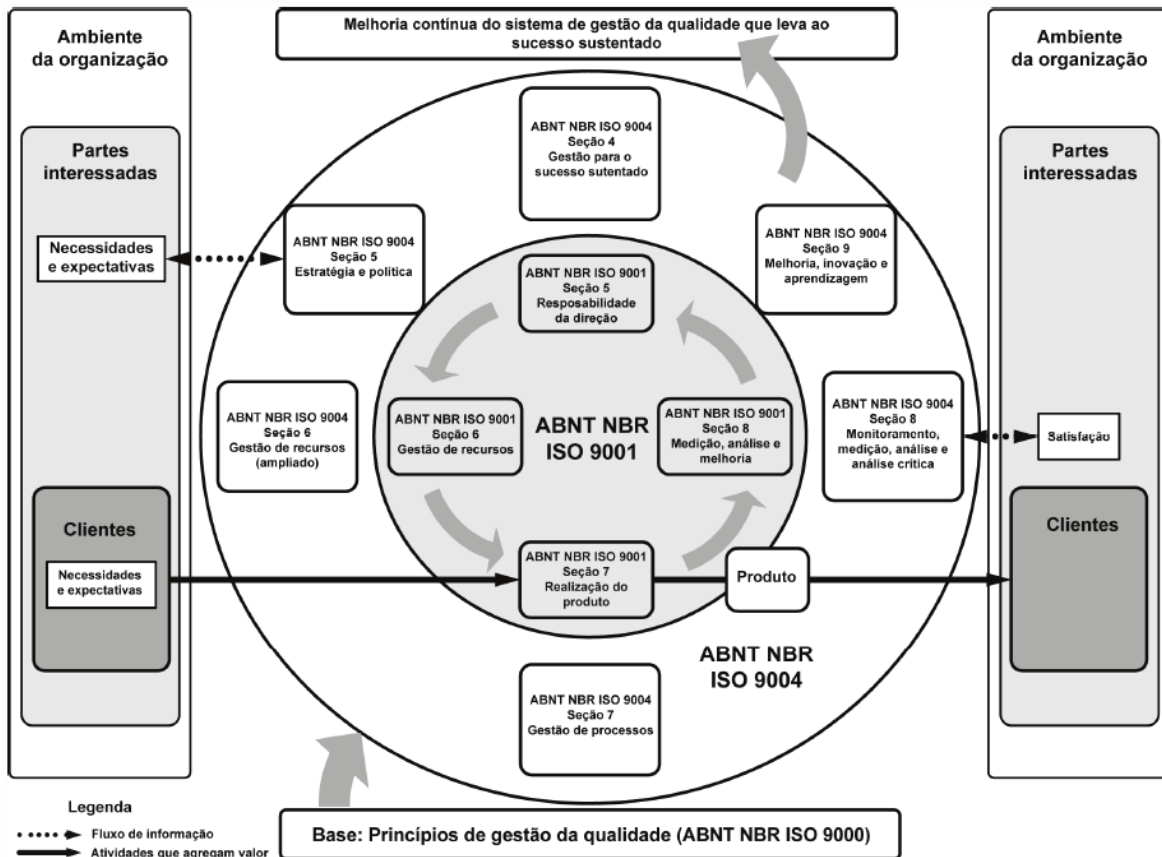 Melhoria contínua do sistema de gestão da qualidade que leva ao
sucesso sustentado
Ambiente
da organização
Partes
interessadas
Necessidades
e expectativas
Clientes
Necessidades
e expectativas
ABNT NBR ISO 9004
Seção 4
Gestão para o
sucesso sutentado
ABNT NBR ISO 9004
Seção 5
Estratégia e política
ABNT NBR ISO 9004
Seção 9
Melhoria, inovação e
aprendizagem
ABNT NBR ISO 9001
Seção 5
Resposabilidade
da direção
ABNT NBR ISO 9004
Seção 6
Gestão de recursos
(ampliado)
ABNT NBR ISO 9001
Seção 6
Gestão de recursos
ABNT NBR
ISO 9001
ABNT NBR ISO 9001
Seção 8
Medição, análise e
melhoria
ABNT NBR ISO 9004
Seção 8
Monitoramento,
medição, análise e
análise crítica
ABNT NBR ISO 9001
Seção 7
Realização do
produto
Produto
ABNT NBR
ISO 9004
ABNT NBR ISO 9004
Seção 7
Gestão de processos
Ambiente
da organização
Partes
interessadas
Satisfação
Clientes
Legenda
Fluxo de informação
Atividades que agregam valor
Base: Princípios de gestão da qualidade (ABNT NBR ISO 9000)